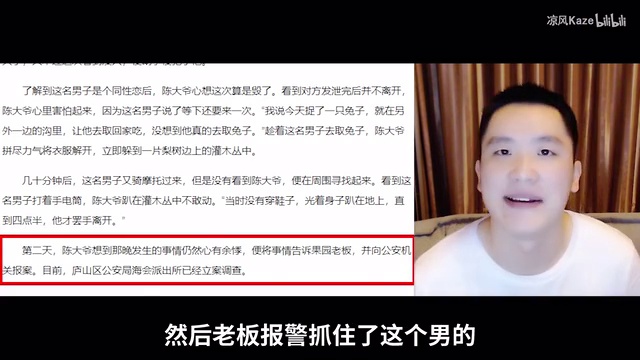 凉风Kaze bilibili
了解到这名男子是个同性恋后，陈大爷心想这次算是毁了。看到对方发泄完后并不离开，
陈大爷心里害怕起来，因为这名男子说了等下还要来一次。“我说今天捉了一只兔子，就在另
外一边的沟里，让他去取回家吃，没想到他真的去取兔子。”趁着这名男子去取兔子，陈大爷
拼尽力气将衣服解开，立即躲到一片梨树边上的灌木丛中。
几十分钟后，这名男子又骑摩托过来，但是没有看到陈大爷，便在周围寻找起来。看到这
名男子打着手电筒，陈大爷趴在灌木丛中不敢动。“当时没有穿鞋子，光着身子趴在地上，直
到四点半，他才罢手离开。”
第二天，陈大爷想到那晚发生的事情仍然心有余悸，便将事情告诉果园老板，并向公安机
关报案。目前，庐山区公安局海会派出所已经立案调查。
然后老板报警抓住了这个男的